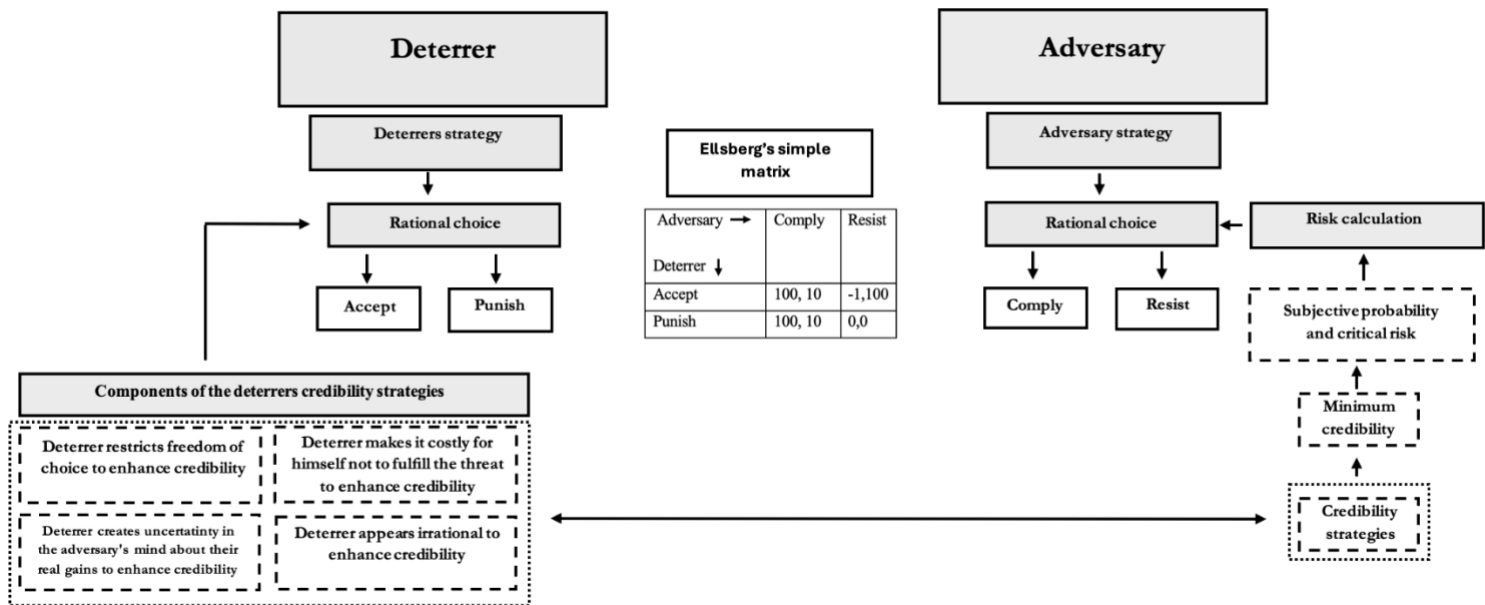 Deterrer
Deterrers strategy
Rational choice
Accept
Punish
Components of the deterrers credibility strategies
Deterrer restricts freedom of
choice to enhance credibility
Deterrer makes it costly for
himself not to fulfill the threat
to enhance credibility
Deterrer creates uncertatinty in
the adversary's mind about their
real gains to enhance credibility
Deterrer appears irrational to
enhance credibility
Ellsberg's simple
matrix
Adversary → Comply Resist
Deterrer ↓
Accept 100, 10 -1,100
Punish 100, 10 0,0
Adversary
Adversary strategy
Rational choice
Risk calculation
Comply
Resist
Subjective probability
and critical risk
Minimum
credibility
Credibility
strategies